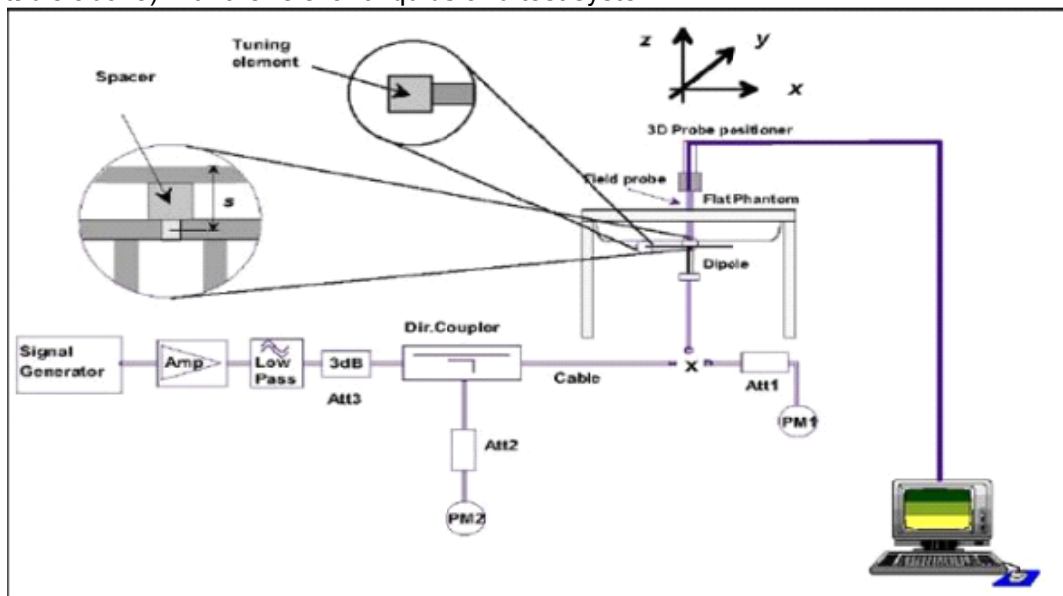 Tuning
element
Spacer
s
z
y
x
3D Probe positioner
Field probe
Flat Phantom
Dipole
Signal
Generator
Amp
Low
Pass
3dB
Att3
Dir.Coupler
Cable
x
Att1
PM1
Att2
PM2